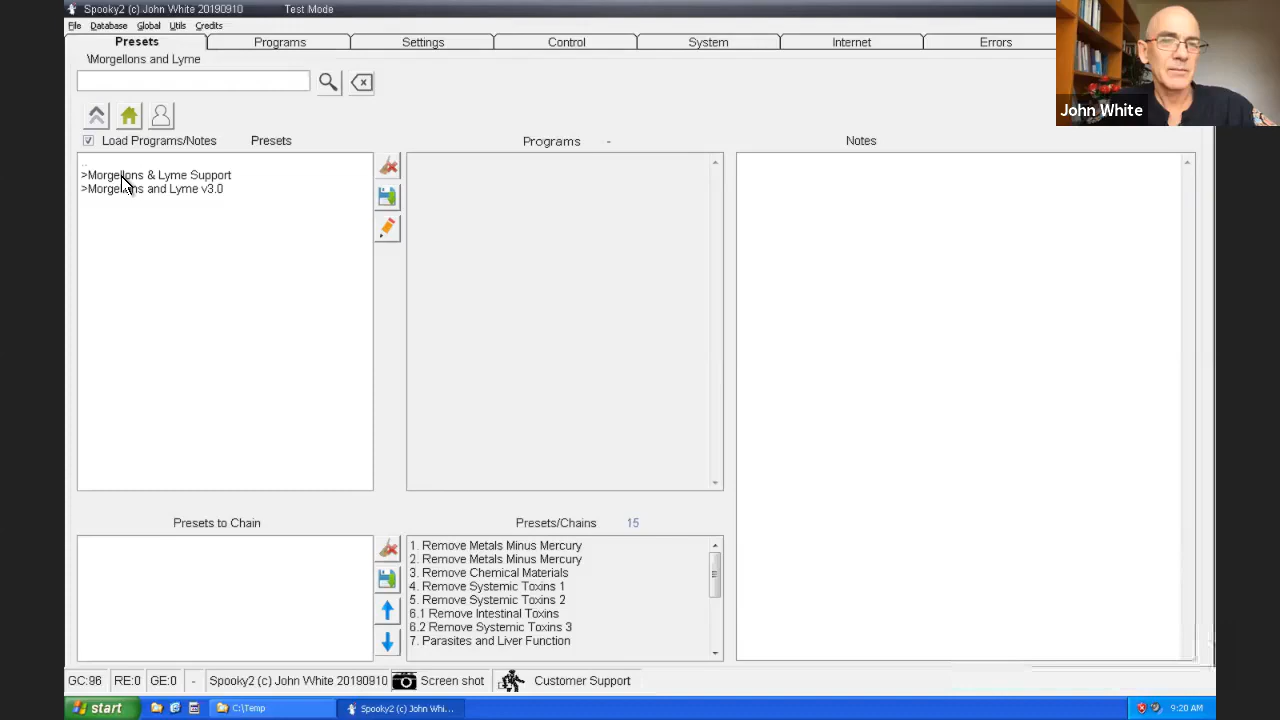 Spooky2 (c) John White 20190910 Test Mode
File Database Global Utils Credits
Presets Programs Settings Control System Internet Errors
\Morgellons and Lyme
John White
Load Programs/Notes Presets Programs - Notes
..
>Morgellons & Lyme Support
>Morgellons and Lyme v3.0
Presets to Chain Presets/Chains 15
1. Remove Metals Minus Mercury
2. Remove Metals Minus Mercury
3. Remove Chemical Materials
4. Remove Systemic Toxins 1
5. Remove Systemic Toxins 2
6.1 Remove Intestinal Toxins
6.2 Remove Systemic Toxins 3
7. Parasites and Liver Function
GC:96 RE:0 GE:0 - Spooky2 (c) John White 20190910 Screen shot Customer Support
start C:\Temp Spooky2 (c) John Whi... 9:20 AM